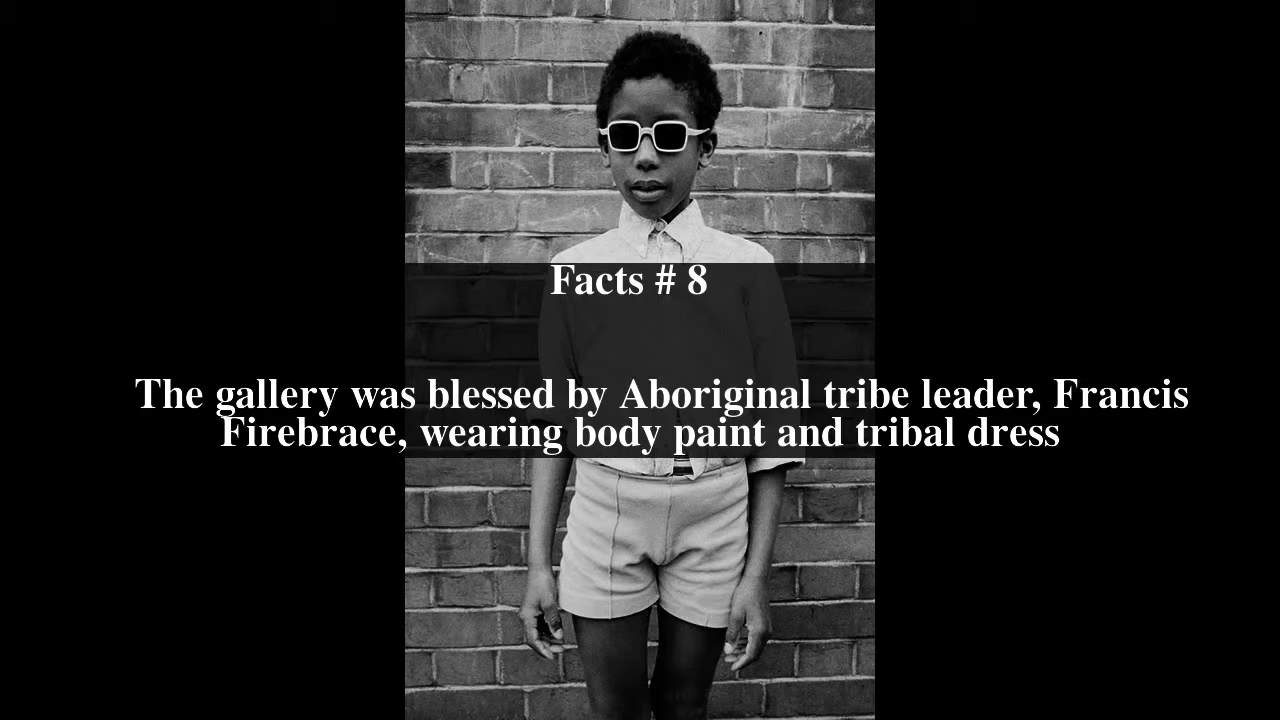 Facts # 8
The gallery was blessed by Aboriginal tribe leader, Francis
Firebrace, wearing body paint and tribal dress